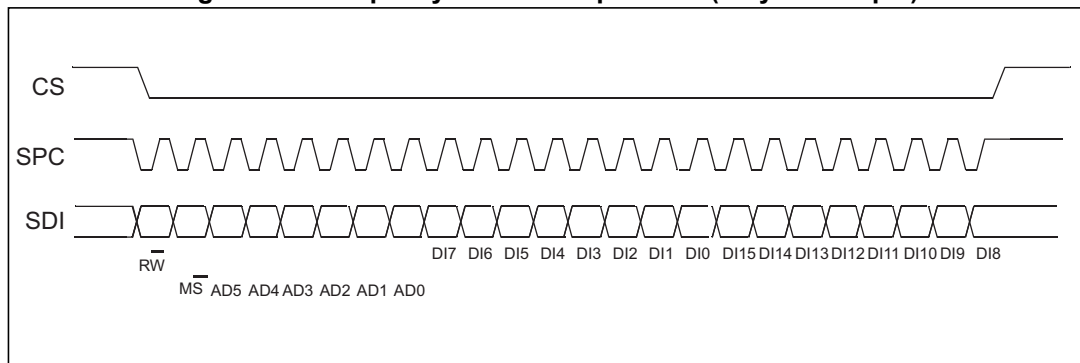 CS
SPC
SDI
DI7 DI6 DI5 DI4 DI3 DI2 DI1 DI0 DI15 DI14 DI13 DI12 DI11 DI10 DI9 DI8
RW
MS AD5 AD4 AD3 AD2 AD1 AD0